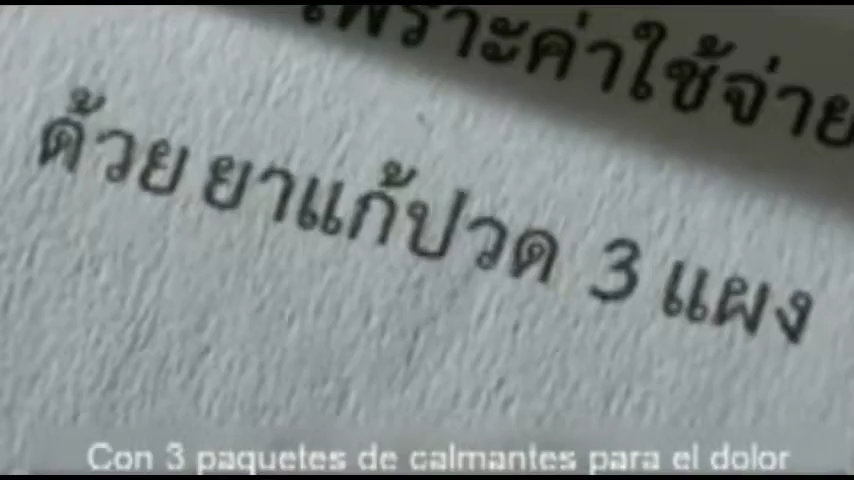 เพราะค่าใช้จ่าย
ด้วย ยาแก้ปวด 3 แผง
Con 3 paquetes de calmantes para el dolor